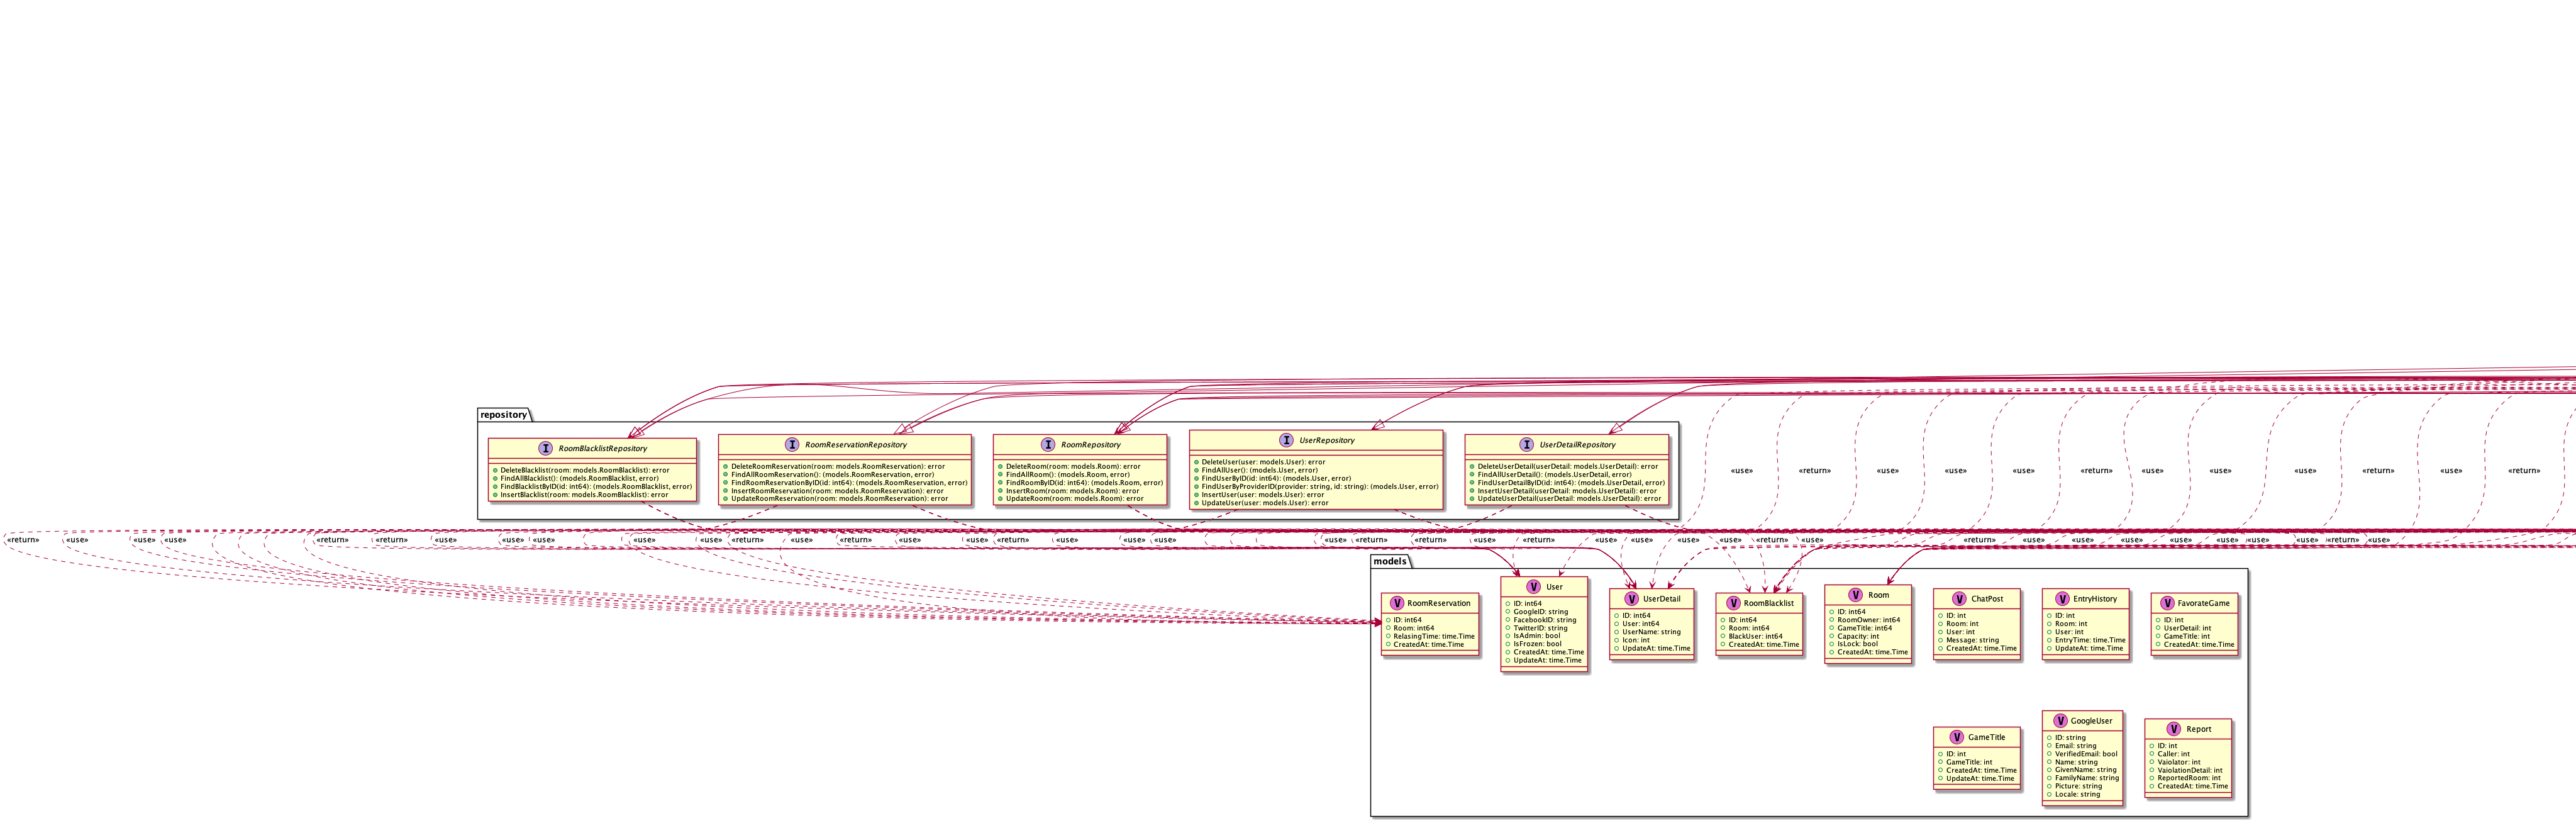 repository
I RoomBlacklistRepository
DeleteBlacklist(room: models.RoomBlacklist): error
FindAllBlacklist(): (models.RoomBlacklist, error)
FindBlacklistByID(id: int64): (models.RoomBlacklist, error)
InsertBlacklist(room: models.RoomBlacklist): error
I RoomReservationRepository
DeleteRoomReservation(room: models.RoomReservation): error
FindAllRoomReservation(): (models.RoomReservation, error)
FindRoomReservationByID(id: int64): (models.RoomReservation, error)
InsertRoomReservation(room: models.RoomReservation): error
UpdateRoomReservation(room: models.RoomReservation): error
I RoomRepository
DeleteRoom(room: models.Room): error
FindAllRoom(): (models.Room, error)
FindRoomByID(id: int64): (models.Room, error)
InsertRoom(room: models.Room): error
UpdateRoom(room: models.Room): error
I UserRepository
DeleteUser(user: models.User): error
FindAllUser(): (models.User, error)
FindUserByID(id: int64): (models.User, error)
FindUserByProviderID(provider: string, id: string): (models.User, error)
InsertUser(user: models.User): error
UpdateUser(user: models.User): error
I UserDetailRepository
DeleteUserDetail(userDetail: models.UserDetail): error
FindAllUserDetail(): (models.UserDetail, error)
FindUserDetailByID(id: int64): (models.UserDetail, error)
InsertUserDetail(userDetail: models.UserDetail): error
UpdateUserDetail(userDetail: models.UserDetail): error
«use» «return» «use» «use» «use» «return» «use» «use» «use» «return» «use» «return»
«return» «use» «use» «use» «return» «return» «use» «use» «use» «use» «use» «return» «use» «return» «use» «use» «return» «use» «use» «use» «use» «return» «return» «use» «return» «use» «use» «use» «return» «use» «return» «use» «use» «use» «use» «use» «use» «use» «return» «use»
models
V RoomReservation
ID: int64
Room: int64
RelasingTime: time.Time
CreatedAt: time.Time
V User
ID: int64
GoogleID: string
FacebookID: string
TwitterID: string
IsAdmin: bool
IsFrozen: bool
CreatedAt: time.Time
UpdateAt: time.Time
V UserDetail
ID: int64
User: int64
UserName: string
Icon: int
UpdateAt: time.Time
V RoomBlacklist
ID: int64
Room: int64
BlackUser: int64
CreatedAt: time.Time
V Room
ID: int64
RoomOwner: int64
GameTitle: int64
Capacity: int
IsLock: bool
CreatedAt: time.Time
V ChatPost
ID: int
Room: int
User: int
Message: string
CreatedAt: time.Time
V EntryHistory
ID: int
Room: int
User: int
EntryTime: time.Time
UpdateAt: time.Time
V FavorateGame
ID: int
UserDetail: int
GameTitle: int
CreatedAt: time.Time
V GameTitle
ID: int
GameTitle: int
CreatedAt: time.Time
UpdateAt: time.Time
V GoogleUser
ID: string
Email: string
VerifiedEmail: bool
Name: string
GivenName: string
FamilyName: string
Picture: string
Locale: string
V Report
ID: int
Caller: int
Vaiolator: int
VaiolationDetail: int
ReportedRoom: int
CreatedAt: time.Time